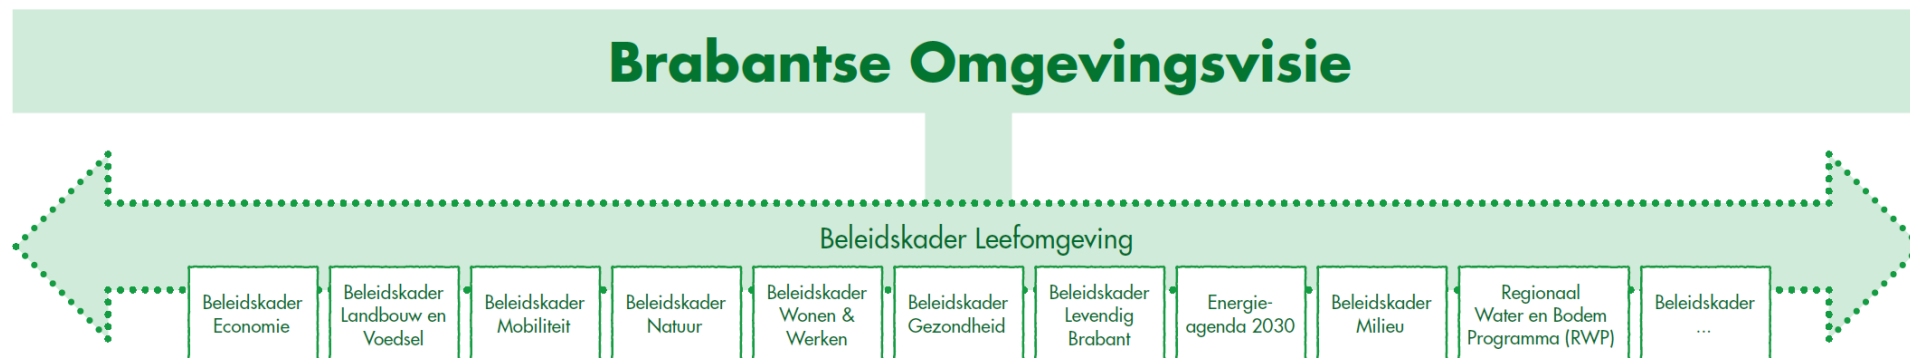 Brabantse Omgevingsvisie
Beleidskader Leefomgeving
Beleidskader
Economie
Beleidskader
Landbouw en
Voedsel
Beleidskader
Mobiliteit
Beleidskader
Natuur
Beleidskader
Wonen &
Werken
Beleidskader
Gezondheid
Beleidskader
Levendig
Brabant
Energie-
agenda 2030
Beleidskader
Milieu
Regionaal
Water en Bodem
Programma (RWP)
Beleidskader
...